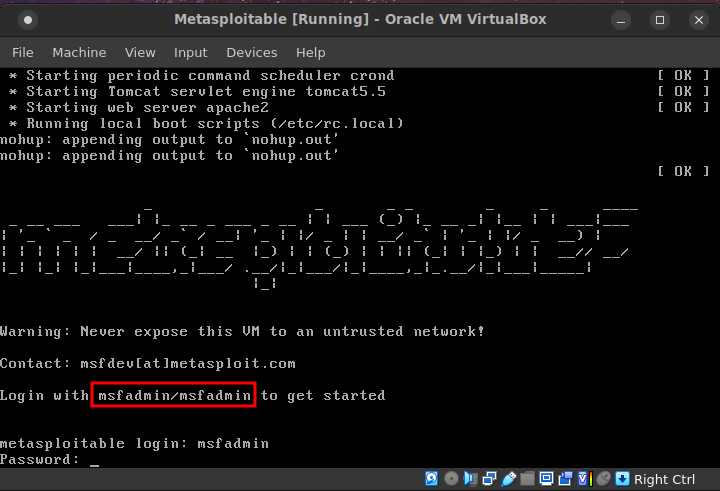 Metasploitable [Running] - Oracle VM VirtualBox
File Machine View Input Devices Help
* Starting periodic command scheduler crond [ OK ]
* Starting Tomcat servlet engine tomcat5.5 [ OK ]
* Starting web server apache2 [ OK ]
* Running local boot scripts (/etc/rc.local)
nohup: appending output to `nohup.out'
nohup: appending output to `nohup.out'
[ OK ]
metasploitable2
Warning: Never expose this VM to an untrusted network!
Contact: msfdev[at]metasploit.com
Login with msfadmin/msfadmin to get started
metasploitable login: msfadmin
Password: _
Right Ctrl